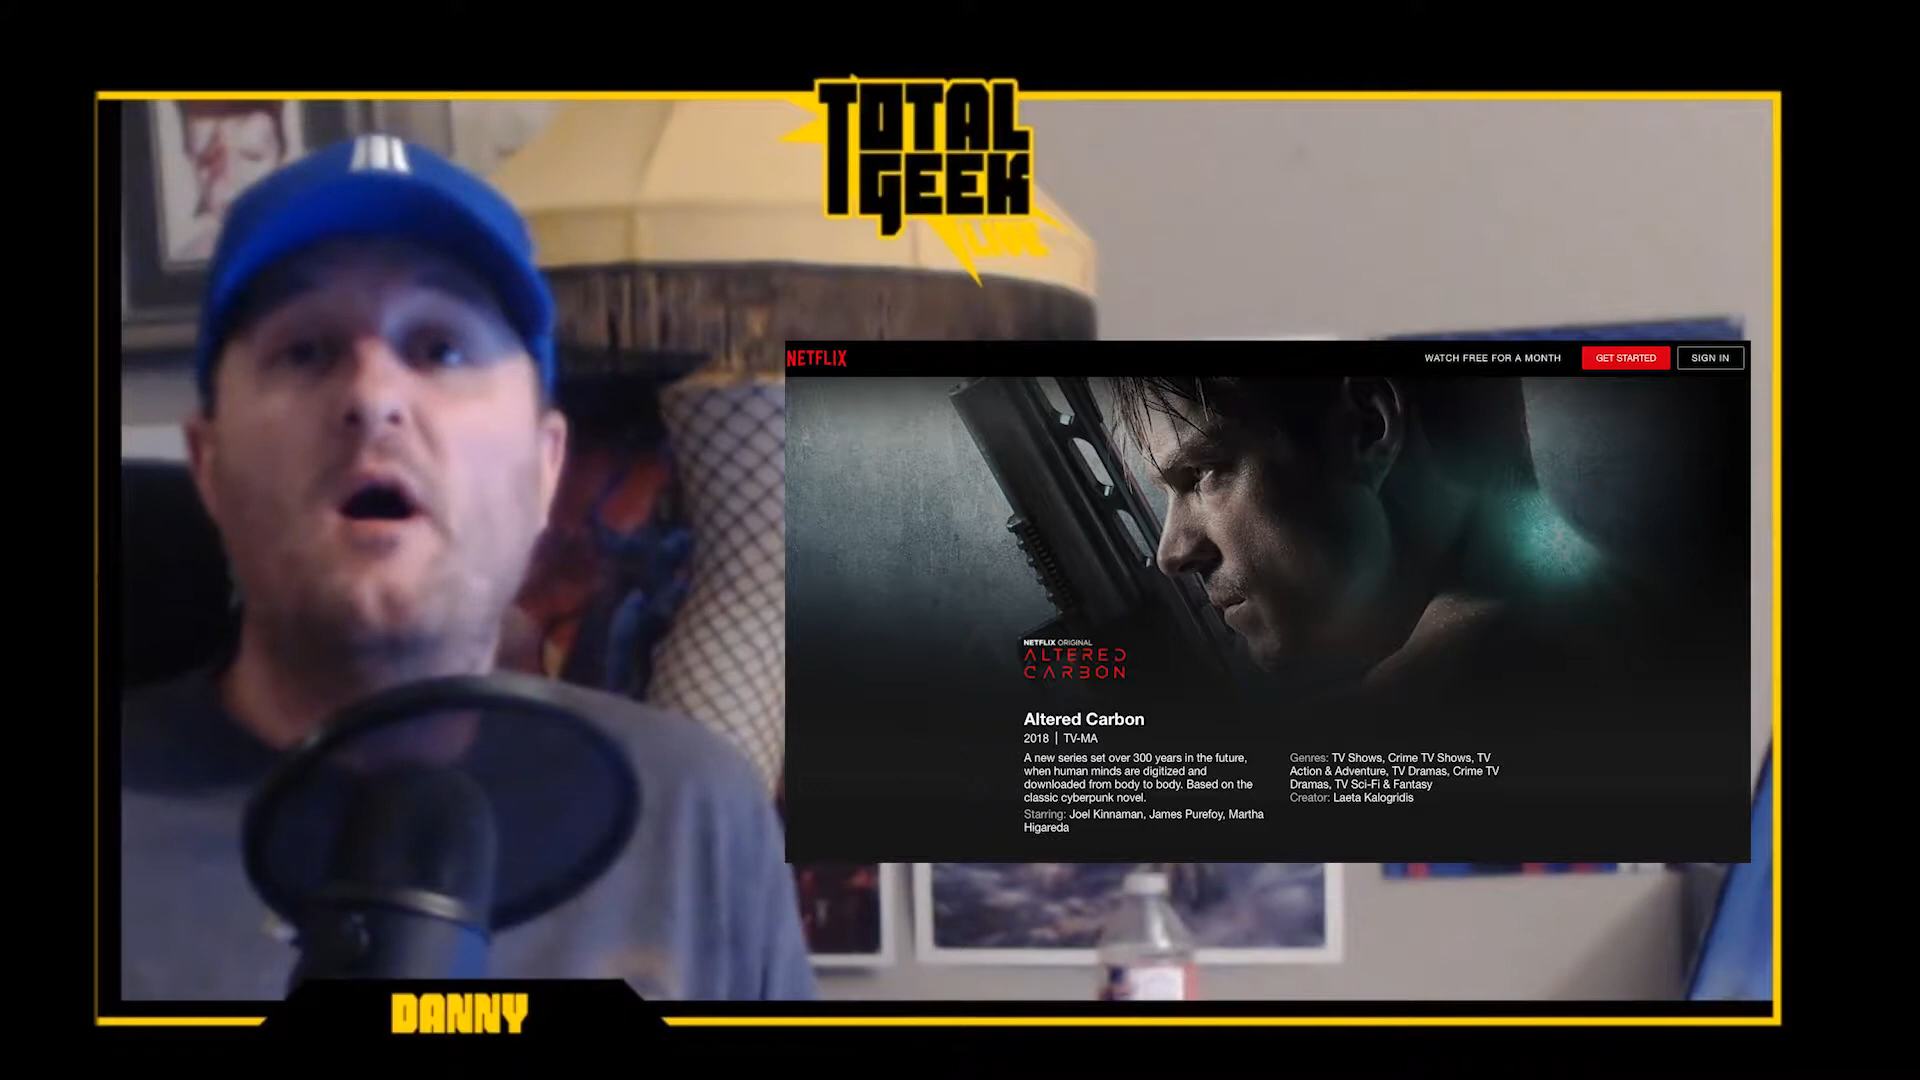 TOTAL
GEEK
LIVE
NETFLIX
WATCH FREE FOR A MONTH
GET STARTED
SIGN IN
NETFLIX ORIGINAL
ALTERED
CARBON
Altered Carbon
2018 | TV-MA
A new series set over 300 years in the future,
when human minds are digitized and
downloaded from body to body. Based on the
classic cyberpunk novel.
Starring: Joel Kinnaman, James Purefoy, Martha
Higareda
Genres: TV Shows, Crime TV Shows, TV
Action & Adventure, TV Dramas, Crime TV
Dramas, TV Sci-Fi & Fantasy
Creator: Laeta Kalogridis
DANNY